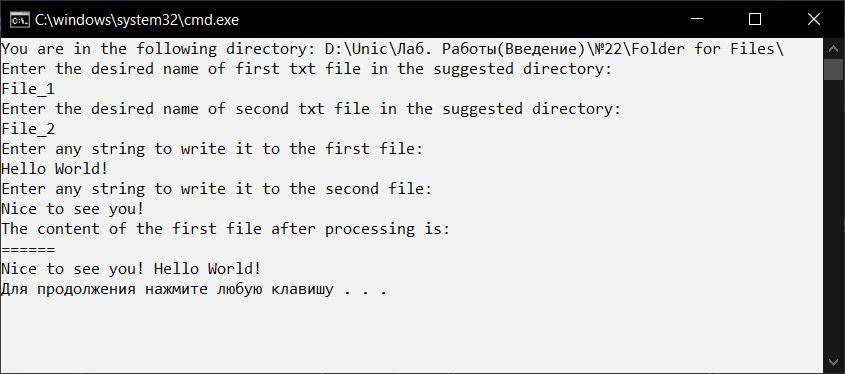 C:\windows\system32\cmd.exe
You are in the following directory: D:\Unic\Лаб. Работы(Введение)\№22\Folder for Files\
Enter the desired name of first txt file in the suggested directory:
File_1
Enter the desired name of second txt file in the suggested directory:
File_2
Enter any string to write it to the first file:
Hello World!
Enter any string to write it to the second file:
Nice to see you!
The content of the first file after processing is:
======
Nice to see you! Hello World!
Для продолжения нажмите любую клавишу . . .